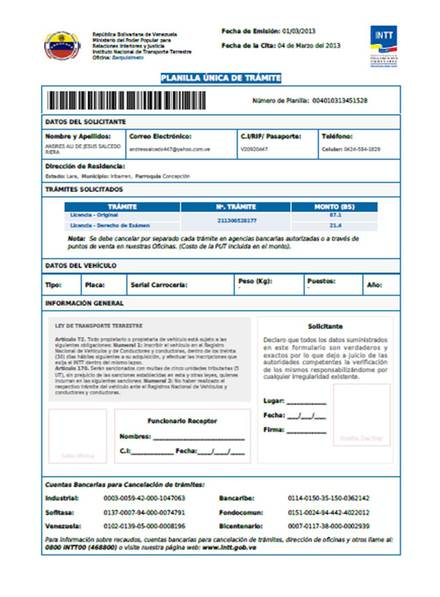 República Bolivariana de Venezuela
Ministerio del Poder Popular para
Relaciones Interiores y Justicia
Instituto Nacional de Transporte Terrestre
Oficina: Barquisimeto
Fecha de Emisión: 01/03/2013
Fecha de la Cita: 04 de Marzo del 2013
INTT
PLANILLA ÚNICA DE TRÁMITE
Número de Planilla: 004010313451528
DATOS DEL SOLICITANTE
Nombre y Apellidos: Correo Electrónico: C.I/RIF/ Pasaporte: Teléfono:
ANDRES ALI DE JESUS SALCEDO RIERA andressalcedo467@yahoo.com.ve V20920447 Celular: 0424-584-1829
Dirección de Residencia:
Estado: Lara, Municipio: Iribarren, Parroquia Concepción
TRÁMITES SOLICITADOS
TRÁMITE Nº. TRÁMITE MONTO (BS)
Licencia - Original 211300528177 87.1
Licencia - Derecho de Exámen 21.4
Nota: Se debe cancelar por separado cada trámite en agencias bancarias autorizadas o a través de
puntos de venta en nuestras Oficinas. (Costo de la PUT incluida en el monto).
DATOS DEL VEHÍCULO
Tipo: Placa: Serial Carrocería: Peso (Kg): Puestos: Año:
- -
INFORMACIÓN GENERAL
LEY DE TRANSPORTE TERRESTRE
Artículo 72. Todo propietario o propietaria de vehículo está sujeto a las
siguientes obligaciones: Numeral 1: Inscribir el vehículo en el Registro
Nacional de Vehículos y de Conductores y conductoras, dentro de los treinta
(30) días hábiles siguientes a su adquisición, y efectuar las inscripciones que
exija el INTT dentro del mismo lapso.
Artículo 170. Serán sancionados con multas de cinco unidades tributarias (5
UT), sin perjuicio de las sanciones establecidas en esta y otras leyes, quienes
incurran en las siguientes sanciones: Numeral 2: No haber realizado el
respectivo trámite del vehículo ante el Registro Nacional de Vehículos y
conductores y conductoras.
Solicitante
Declaro que todos los datos suministrados
en este formulario son verdaderos y
exactos por lo que dejo a juicio de las
autoridades competentes la verificación
de los mismos responsabilizándome por
cualquier irregularidad existente.
Lugar: ____________
Fecha: ___/___/___
Firma: ____________
Huella Dactilar
Funcionario Receptor
Nombres: ____________
C.I:____________ Fecha:___/___/___
Sello Oficina
Cuentas Bancarias para Cancelación de trámites:
Industrial: 0003-0059-42-000-1047063 Bancaribe: 0114-0150-35-150-0362142
Sofitasa: 0137-0007-94-000-0074791 Fondocomun: 0151-0024-94-442-4022012
Venezuela: 0102-0139-05-000-0008196 Bicentenario: 0007-0117-38-000-0002939
Para información sobre recaudos, cuentas bancarias para cancelación de trámites, dirección de oficinas y otros llame al:
0800 INTT00 (468800) o visite nuestra página web: www.intt.gob.ve